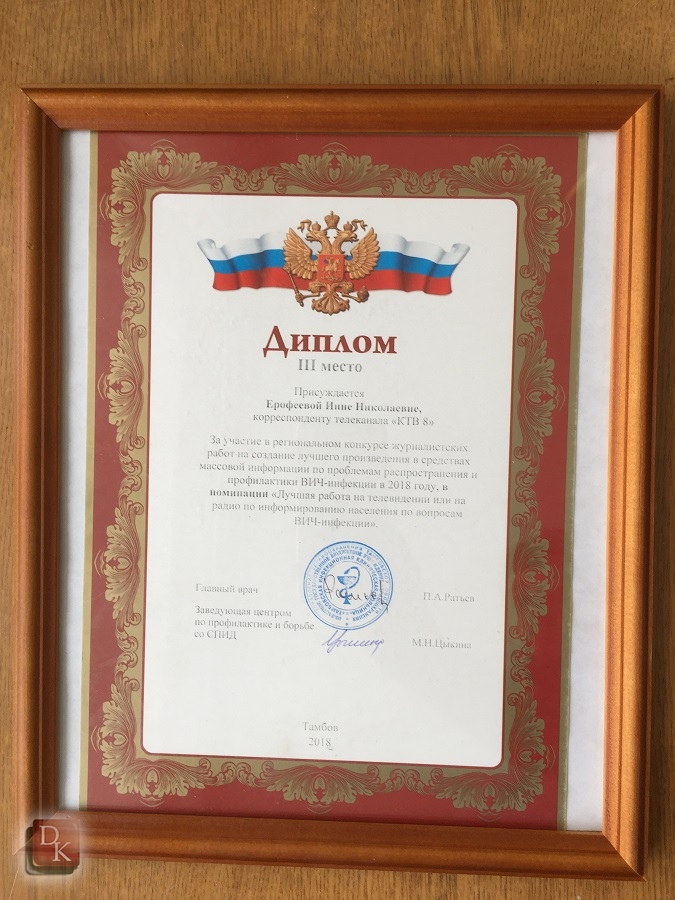 Диплом
III место
Присуждается
Ерофеевой Инне Николаевне,
корреспонденту телеканала «КТВ 8»
За участие в региональном конкурсе журналистских
работ на создание лучшего произведения в средствах
массовой информации по проблемам распространения и
профилактики ВИЧ-инфекции в 2018 году, в
номинации «Лучшая работа на телевидении или на
радио по информированию населения по вопросам
ВИЧ-инфекции».
Главный врач
П.А.Ратьев
Заведующая центром
по профилактике и борьбе
со СПИД
М.Н.Цыкина
Тамбов
2018
DK